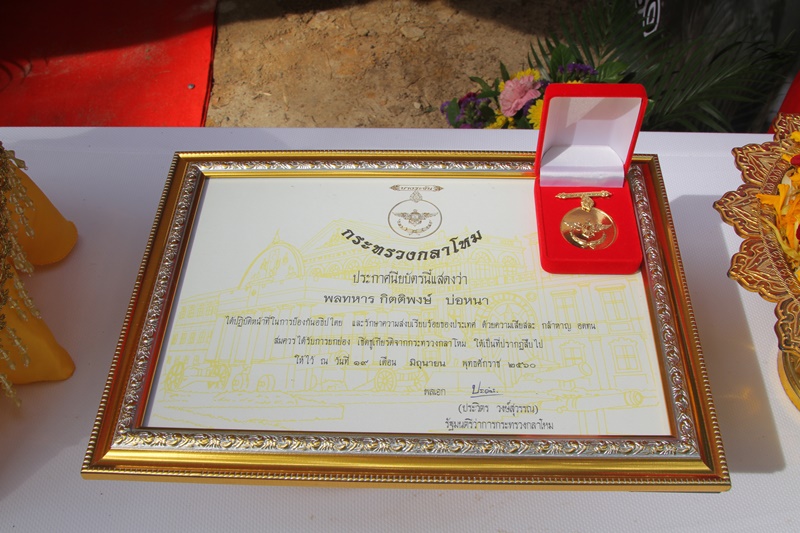 บางระจัน
กระทรวงกลาโหม
ประกาศนียบัตรนี้แสดงว่า
พลทหาร กิตติพงษ์ บ่อหนา
ได้ปฏิบัติหน้าที่ในการป้องกันอธิปไตย และรักษาความสงบเรียบร้อยของประเทศ ด้วยความเสียสละ กล้าหาญ อดทน
สมควรได้รับการยกย่อง เชิดชูเกียรติจากกระทรวงกลาโหม ให้เป็นที่ปรากฏสืบไป
ให้ไว้ ณ วันที่ ๑๙ เดือน มิถุนายน พุทธศักราช ๒๕๖๐
พลเอก
(ประวิตร วงษ์สุวรรณ)
รัฐมนตรีว่าการกระทรวงกลาโหม